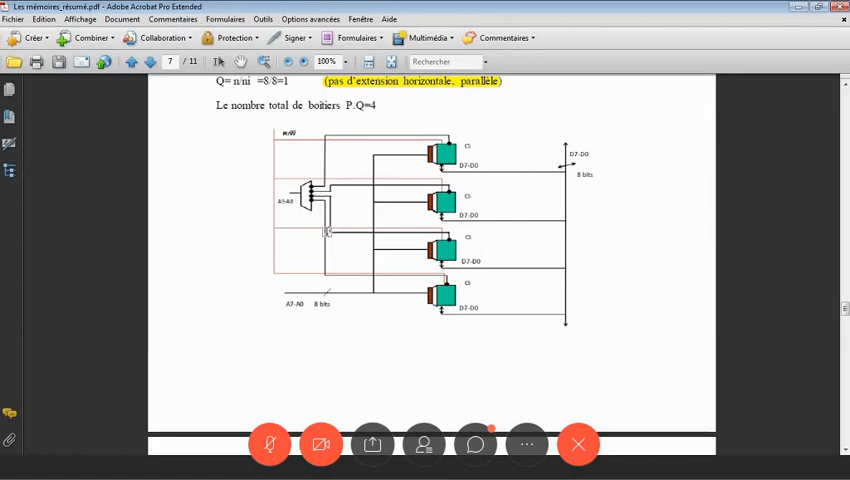 Les mémoires_résumé.pdf - Adobe Acrobat Pro Extended
Fichier Edition Affichage Document Commentaires Formulaires Outils Options avancées Fenêtre Aide
Créer Combiner Collaboration Protection Signer Formulaires Multimédia Commentaires
7 / 11 100% Rechercher
Q= n/ni =8/8=1 (pas d'extension horizontale, parallèle)
Le nombre total de boitiers P.Q=4
R/W
CS
D7-D0
D7-D0
8 bits
CS
A9-A8
D7-D0
CS
D7-D0
CS
A7-A0 8 bits
D7-D0